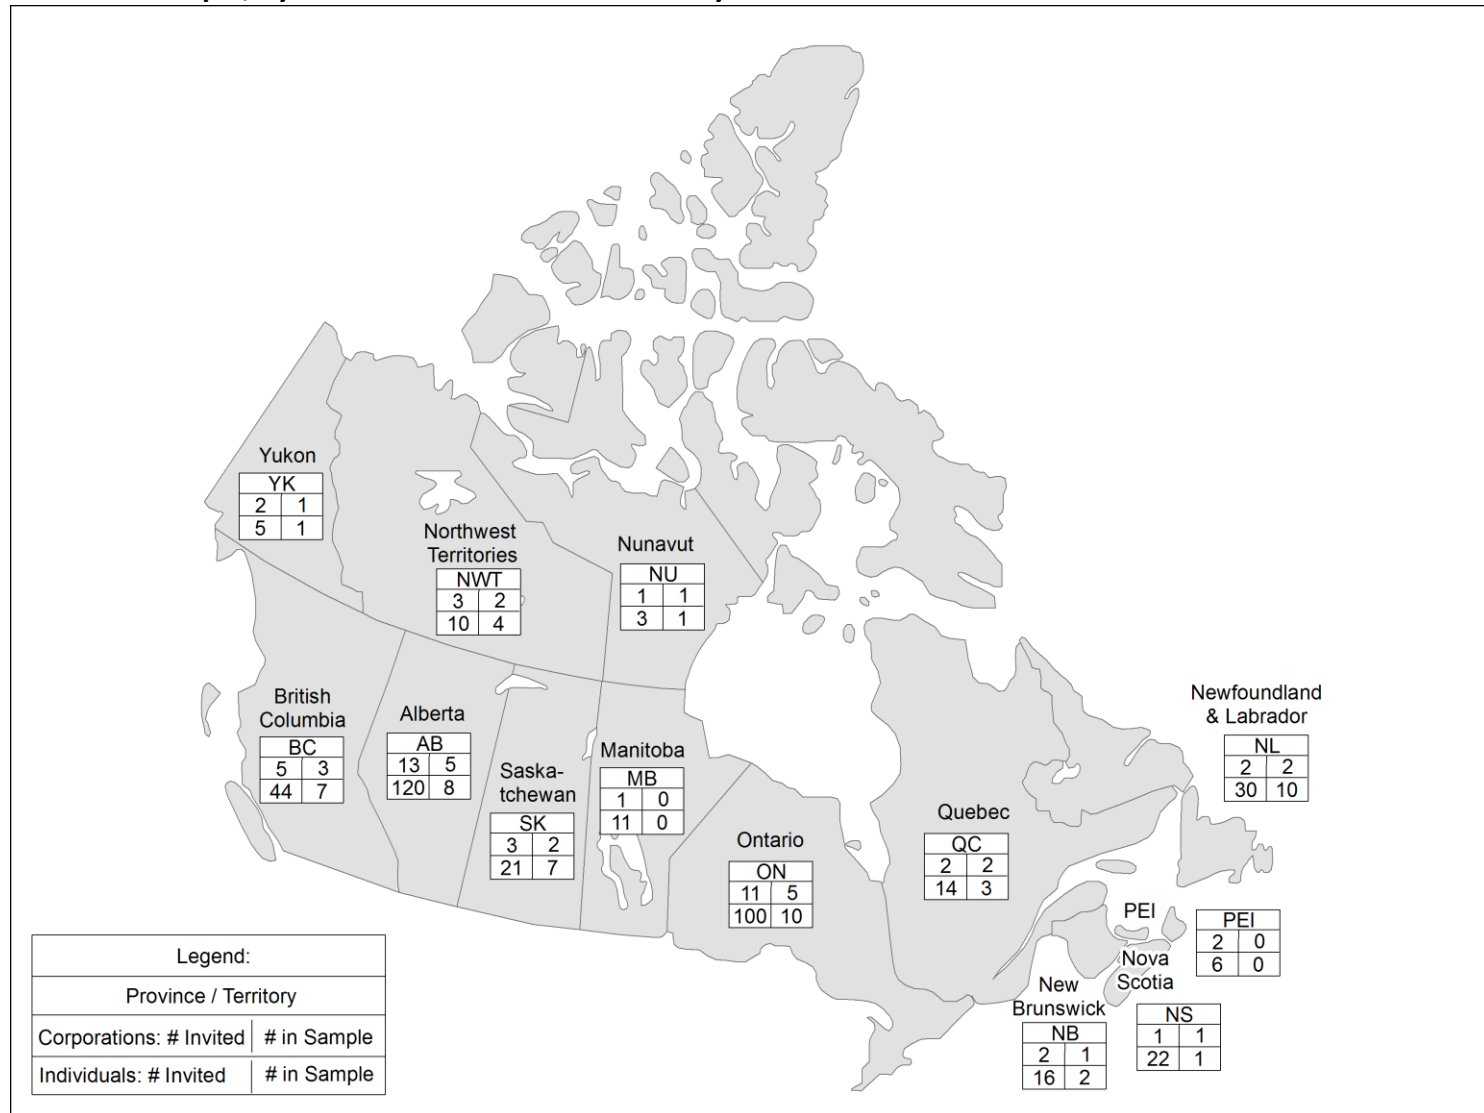 Yukon
YK
2 1
5 1
Northwest
Territories
NWT
3 2
10 4
Nunavut
NU
1 1
3 1
British
Columbia
BC
5 3
44 7
Alberta
AB
13 5
120 8
Saska-
tchewan
SK
3 2
21 7
Manitoba
MB
1 0
11 0
Ontario
ON
11 5
100 10
Quebec
QC
2 2
14 3
Newfoundland
& Labrador
NL
2 2
30 10
PEI
PEI
2 0
6 0
Nova
Scotia
NS
1 1
22 1
New
Brunswick
NB
2 1
16 2
Legend:
Province / Territory
Corporations: # Invited # in Sample
Individuals: # Invited # in Sample